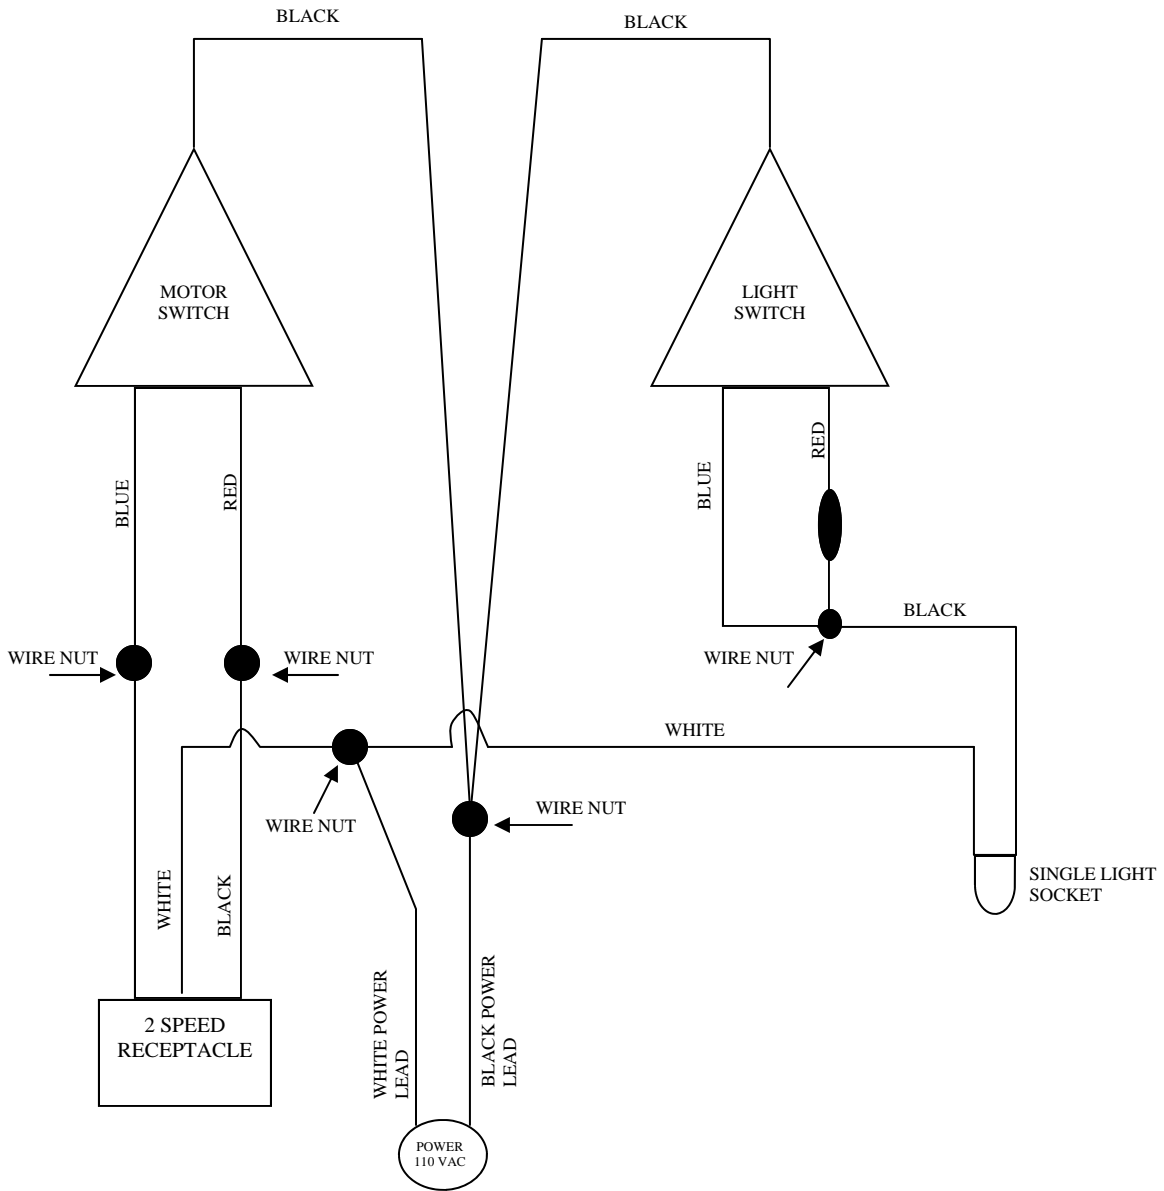 BLACK
BLACK
MOTOR
SWITCH
LIGHT
SWITCH
BLUE
RED
BLUE
RED
BLACK
WIRE NUT
WIRE NUT
WIRE NUT
WHITE
WIRE NUT
WIRE NUT
WHITE
BLACK
SINGLE LIGHT
SOCKET
WHITE POWER
LEAD
BLACK POWER
LEAD
2 SPEED
RECEPTACLE
POWER
110 VAC